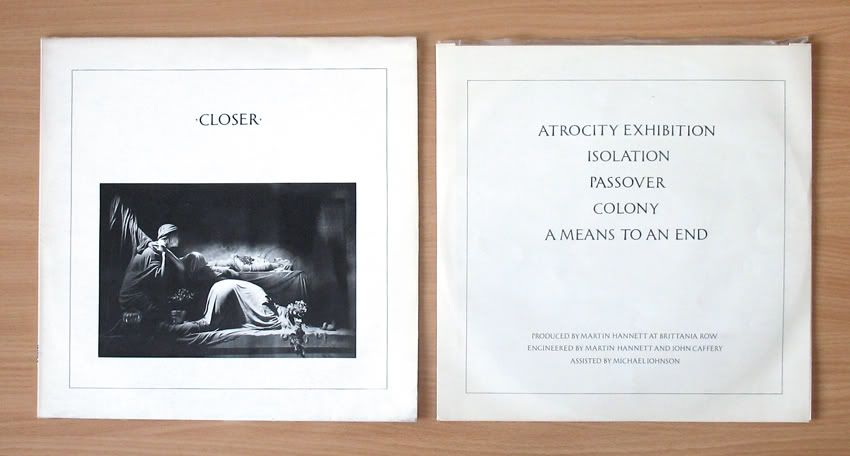 ·CLOSER·
ATROCITY EXHIBITION
ISOLATION
PASSOVER
COLONY
A MEANS TO AN END
PRODUCED BY MARTIN HANNETT AT BRITTANIA ROW
ENGINEERED BY MARTIN HANNETT AND JOHN CAFFERY
ASSISTED BY MICHAEL JOHNSON